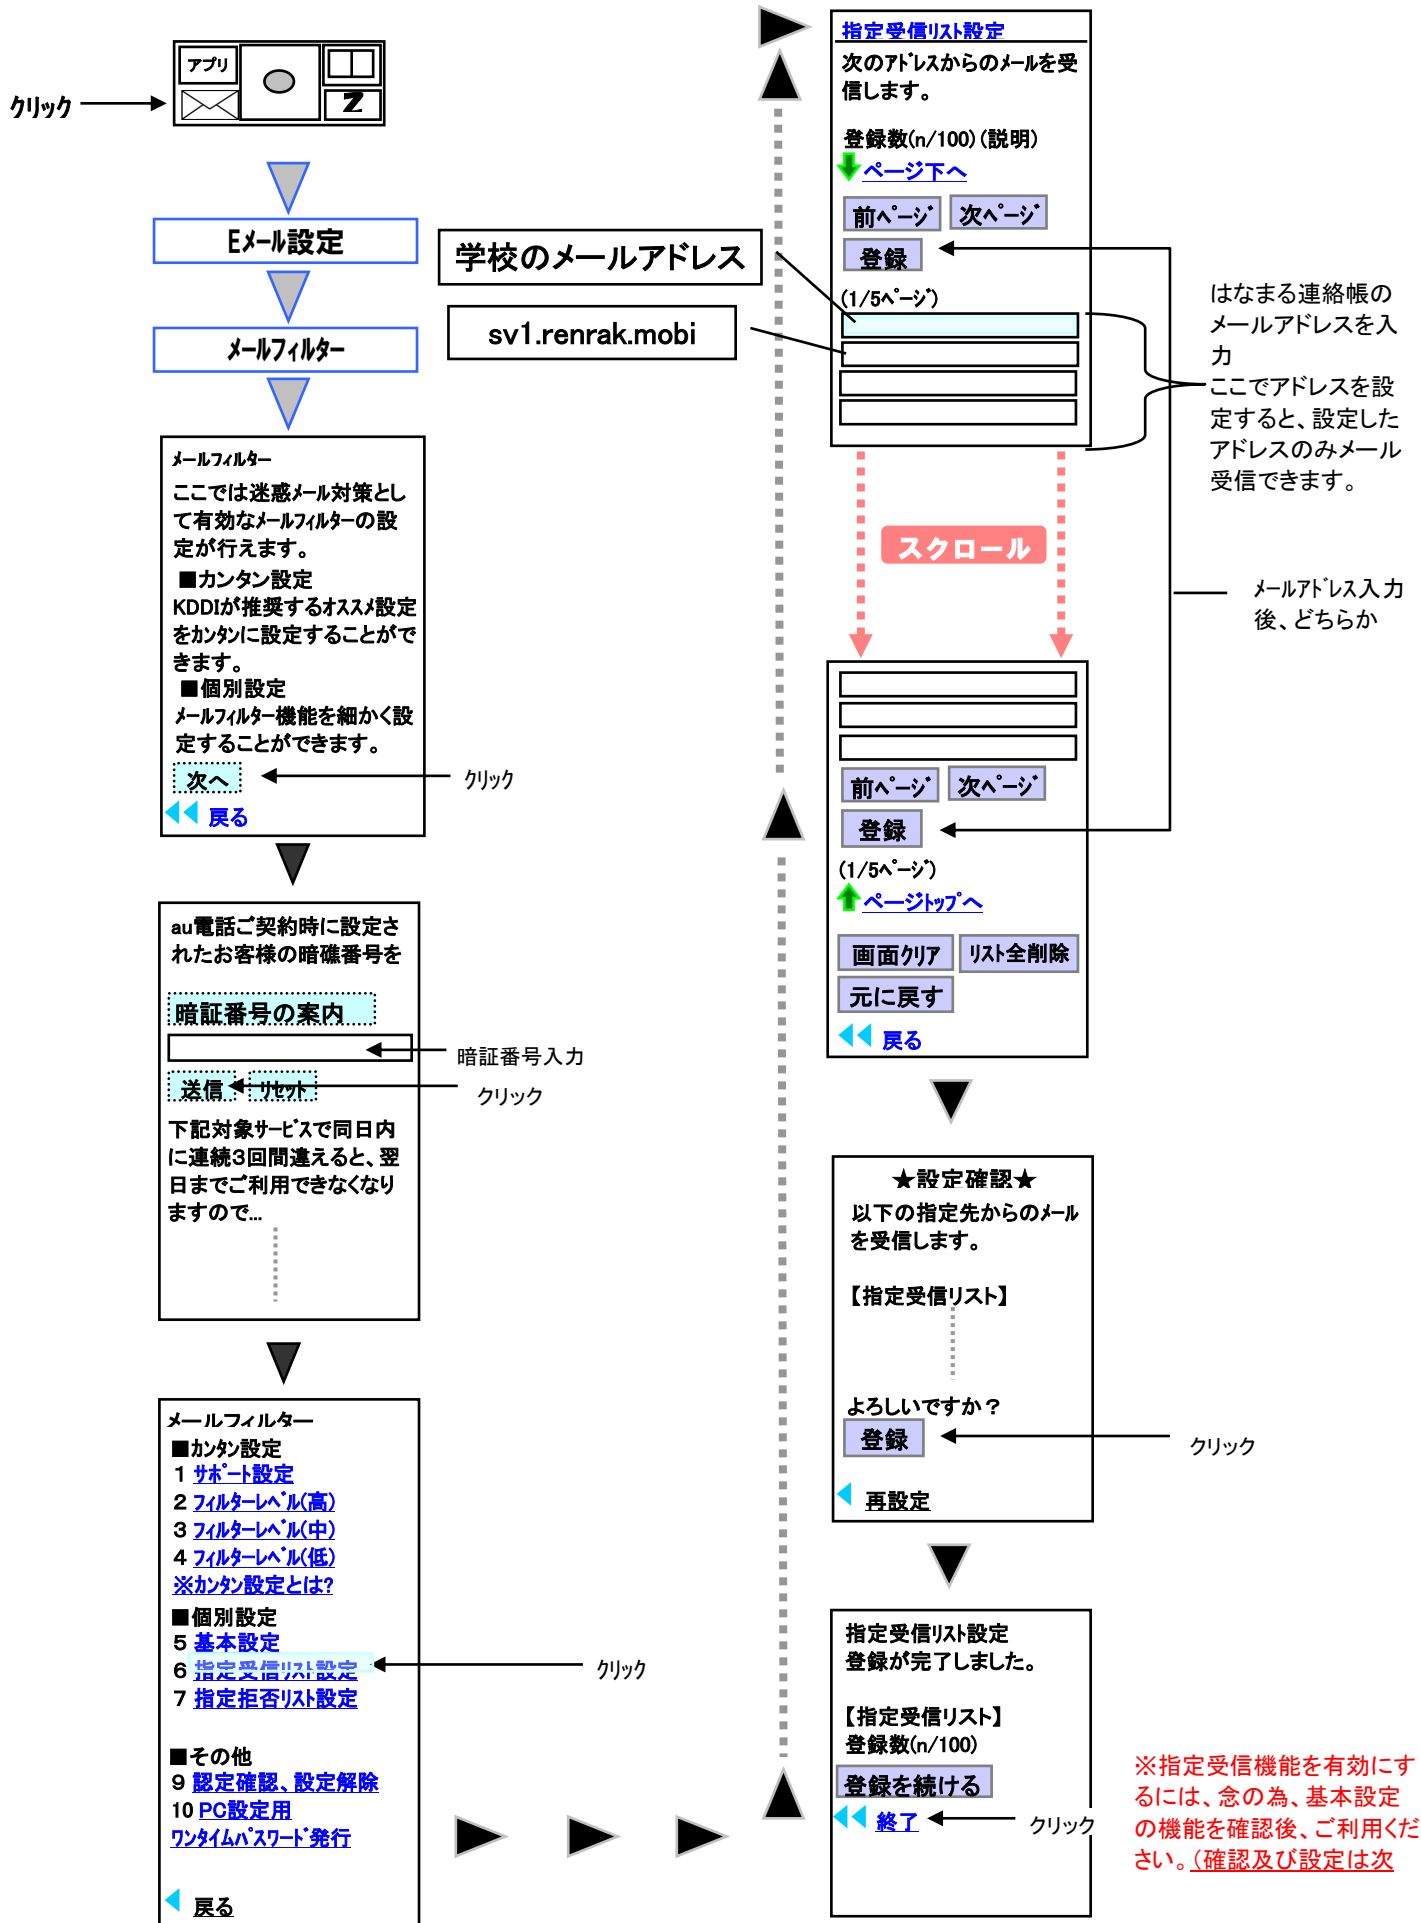 アプリ
Z
クリック
Eメール設定
メールフィルター
メールフィルター
ここでは迷惑メール対策とし
て有効なメールフィルターの設
定が行えます。
■カンタン設定
KDDIが推奨するオススメ設定
をカンタンに設定することがで
きます。
■個別設定
メールフィルター機能を細かく設
定することができます。
次へ
クリック
戻る
au電話ご契約時に設定さ
れたお客様の暗礁番号を
暗証番号の案内
暗証番号入力
送信 リセット
クリック
下記対象サービスで同日内
に連続3回間違えると、翌
日までご利用できなくなり
ますので...
メールフィルター
■カンタン設定
1 サポート設定
2 フィルターレベル(高)
3 フィルターレベル(中)
4 フィルターレベル(低)
※カンタン設定とは?
■個別設定
5 基本設定
6 指定受信リスト設定
クリック
7 指定拒否リスト設定
■その他
9 認定確認、設定解除
10 PC設定用
ワンタイムパスワード発行
戻る
指定受信リスト設定
次のアドレスからのメールを受
信します。
登録数(n/100)(説明)
ページ下へ
前ページ 次ページ
登録
学校のメールアドレス
sv1.renrak.mobi
(1/5ページ)
はなまる連絡帳の
メールアドレスを入
力
ここでアドレスを設
定すると、設定した
アドレスのみメール
受信できます。
スクロール
メールアドレス入力
後、どちらか
前ページ 次ページ
登録
(1/5ページ)
ページトップへ
画面クリア リスト全削除
元に戻す
戻る
★設定確認★
以下の指定先からのメール
を受信します。
【指定受信リスト】
よろしいですか？
登録
クリック
再設定
指定受信リスト設定
登録が完了しました。
【指定受信リスト】
登録数(n/100)
登録を続ける
終了
クリック
※指定受信機能を有効にす
るには、念の為、基本設定
の機能を確認後、ご利用くだ
さい。(確認及び設定は次